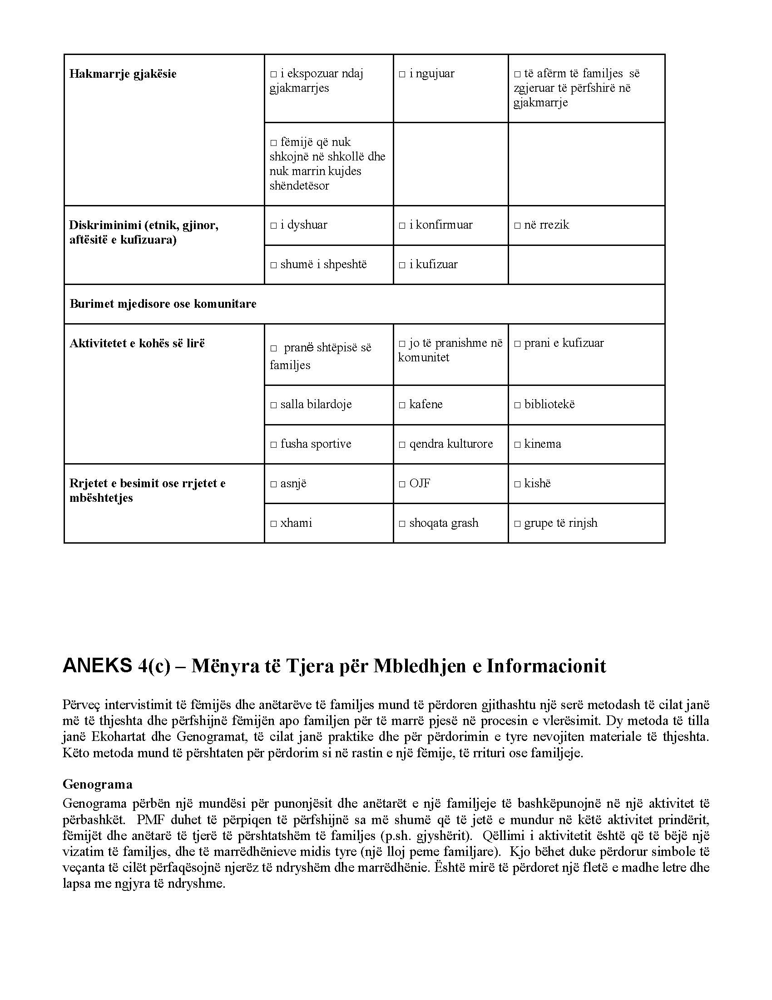 Hakmarrje gjakësie
□ i ekspozuar ndaj
gjakmarrjes
□ i ngujuar
□ të afërm të familjes së
zgjeruar të përfshirë në
gjakmarrje
□ fëmijë që nuk
shkojnë në shkollë dhe
nuk marrin kujdes
shëndetësor
Diskriminimi (etnik, gjinor,
aftësitë e kufizuara)
□ i dyshuar
□ i konfirmuar
□ në rrezik
□ shumë i shpeshtë
□ i kufizuar
Burimet mjedisore ose komunitare
Aktivitetet e kohës së lirë
□ pranë shtëpisë së
familjes
□ jo të pranishme në
komunitet
□ prani e kufizuar
□ salla bilardoje
□ kafene
□ bibliotekë
□ fusha sportive
□ qendra kulturore
□ kinema
Rrjetet e besimit ose rrjetet e
mbështetjes
□ asnjë
□ OJF
□ kishë
□ xhami
□ shoqata grash
□ grupe të rinjsh
ANEKS 4(c) – Mënyra të Tjera për Mbledhjen e Informacionit
Përveç intervistimit të fëmijës dhe anëtarëve të familjes mund të përdoren gjithashtu një serë metodash të cilat janë
më të thjeshta dhe përfshijnë fëmijën apo familjen për të marrë pjesë në procesin e vlerësimit. Dy metoda të tilla
janë Ekohartat dhe Genogramat, të cilat janë praktike dhe për përdorimin e tyre nevojiten materiale të thjeshta.
Këto metoda mund të përshtaten për përdorim si në rastin e një fëmije, të rrituri ose familjeje.
Genograma
Genograma përbën një mundësi për punonjësit dhe anëtarët e një familjeje të bashkëpunojnë në një aktivitet të
përbashkët. PMF duhet të përpiqen të përfshijnë sa më shumë që të jetë e mundur në këtë aktivitet prindërit,
fëmijët dhe anëtarë të tjerë të përshtatshëm të familjes (p.sh. gjyshërit). Qëllimi i aktivitetit është që të bëjë një
vizatim të familjes, dhe të marrëdhënieve midis tyre (një lloj peme familjare). Kjo bëhet duke përdorur simbole të
veçanta të cilët përfaqësojnë njerëz të ndryshëm dhe marrëdhënie. Është mirë të përdoret një fletë e madhe letre dhe
lapsa me ngjyra të ndryshme.